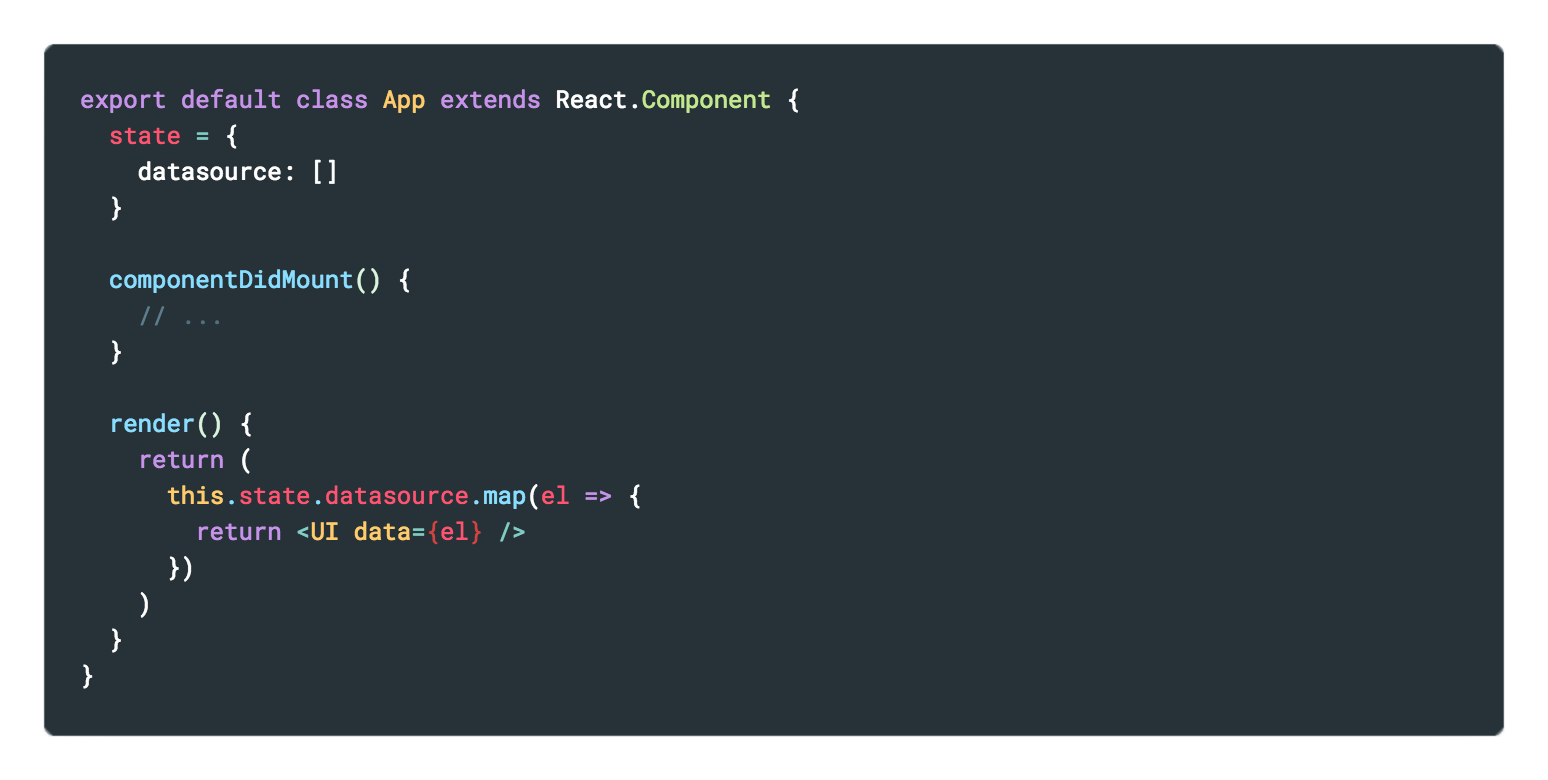 export default class App extends React.Component {
  state = {
    datasource: []
  }

  componentDidMount() {
    // ...
  }

  render() {
    return (
      this.state.datasource.map(el => {
        return <UI data={el} />
      })
    )
  }
}